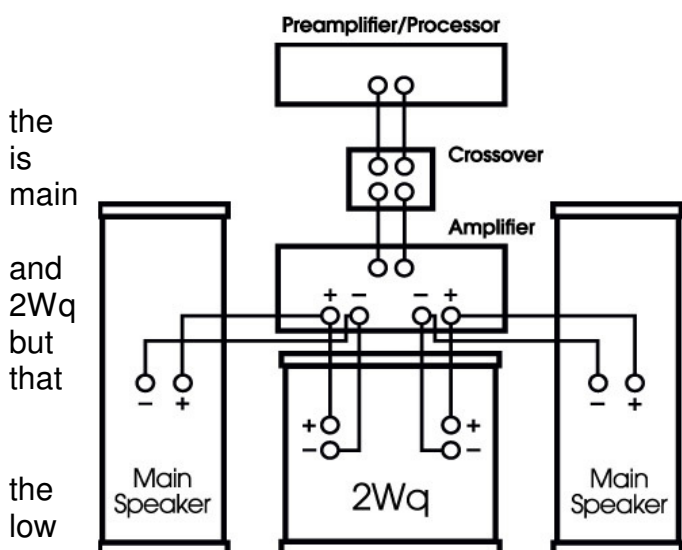 Preamplifier/Processor
the
is
main
Crossover
Amplifier
and
2Wq
but
that
+ − − +
− +
− +
+ +
− −
Main
Speaker
2Wq
Main
Speaker
the
low